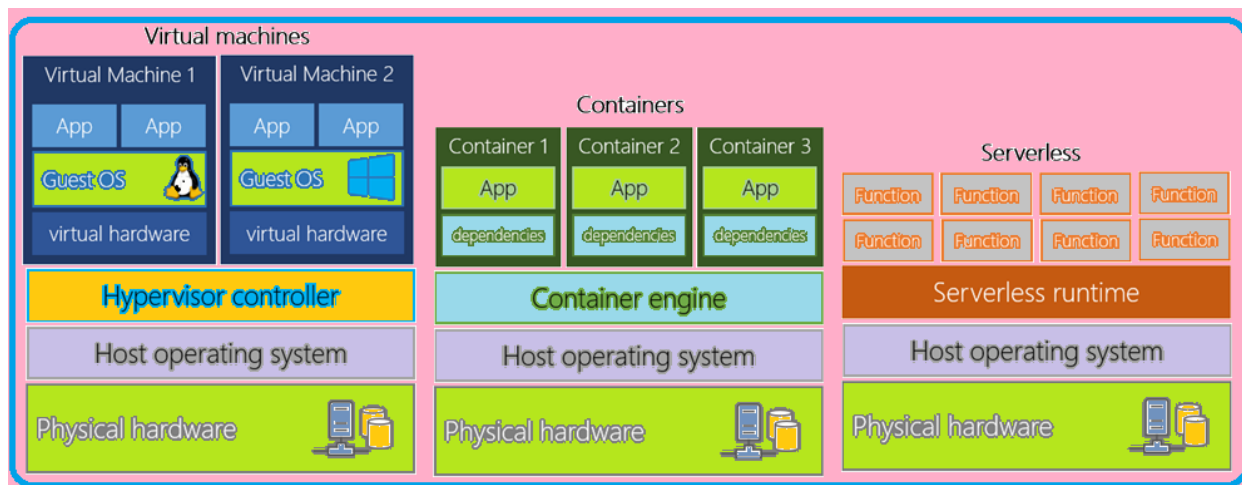 Virtual machines
Virtual Machine 1
App App
Guest OS
virtual hardware
Virtual Machine 2
App App
Guest OS
virtual hardware
Hypervisor controller
Host operating system
Physical hardware
Containers
Container 1
App
dependencies
Container 2
App
dependencies
Container 3
App
dependencies
Container engine
Host operating system
Physical hardware
Serverless
Function Function Function Function
Function Function Function Function
Serverless runtime
Host operating system
Physical hardware